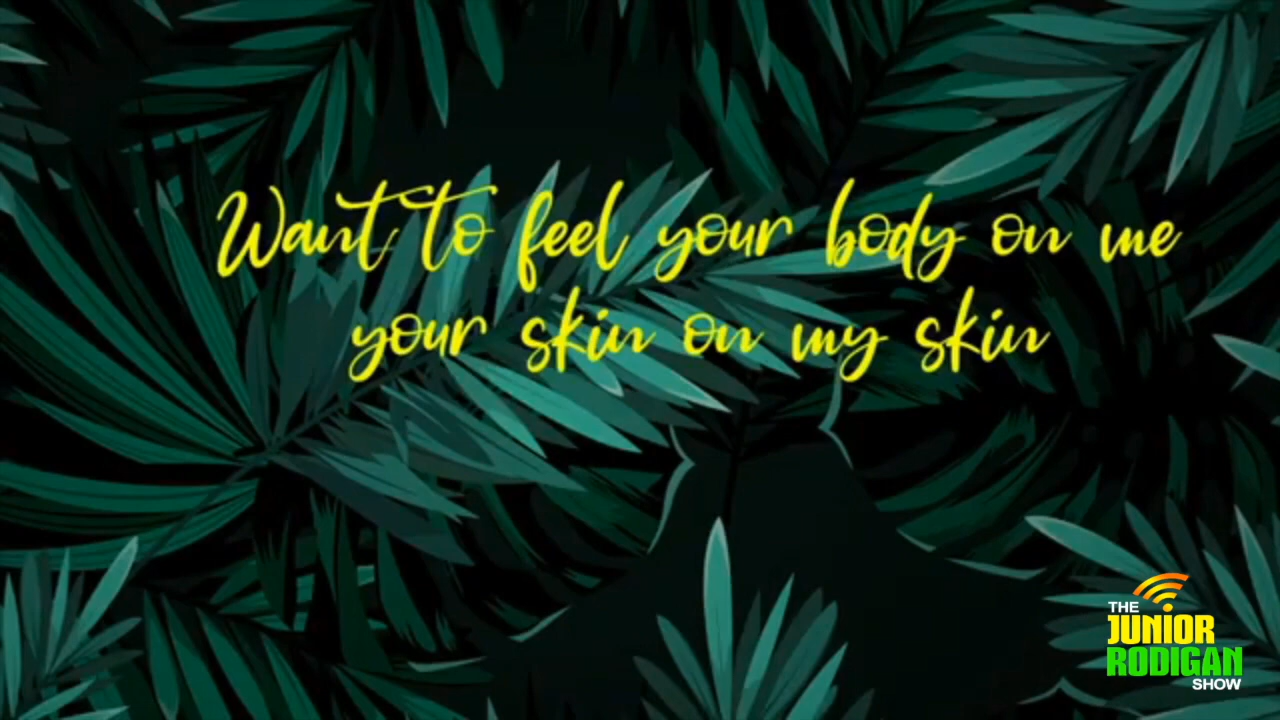 Want to feel your body on me
your skin on my skin
THE
JUNIOR
RODIGAN
SHOW